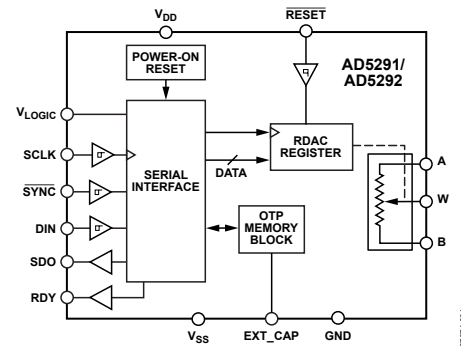 VDD
RESET
POWER-ON
RESET
AD5291/
AD5292
VLOGIC
SCLK
SYNC
DIN
SDO
RDY
SERIAL
INTERFACE
DATA
RDAC
REGISTER
OTP
MEMORY
BLOCK
A
W
B
VSS
EXT_CAP
GND